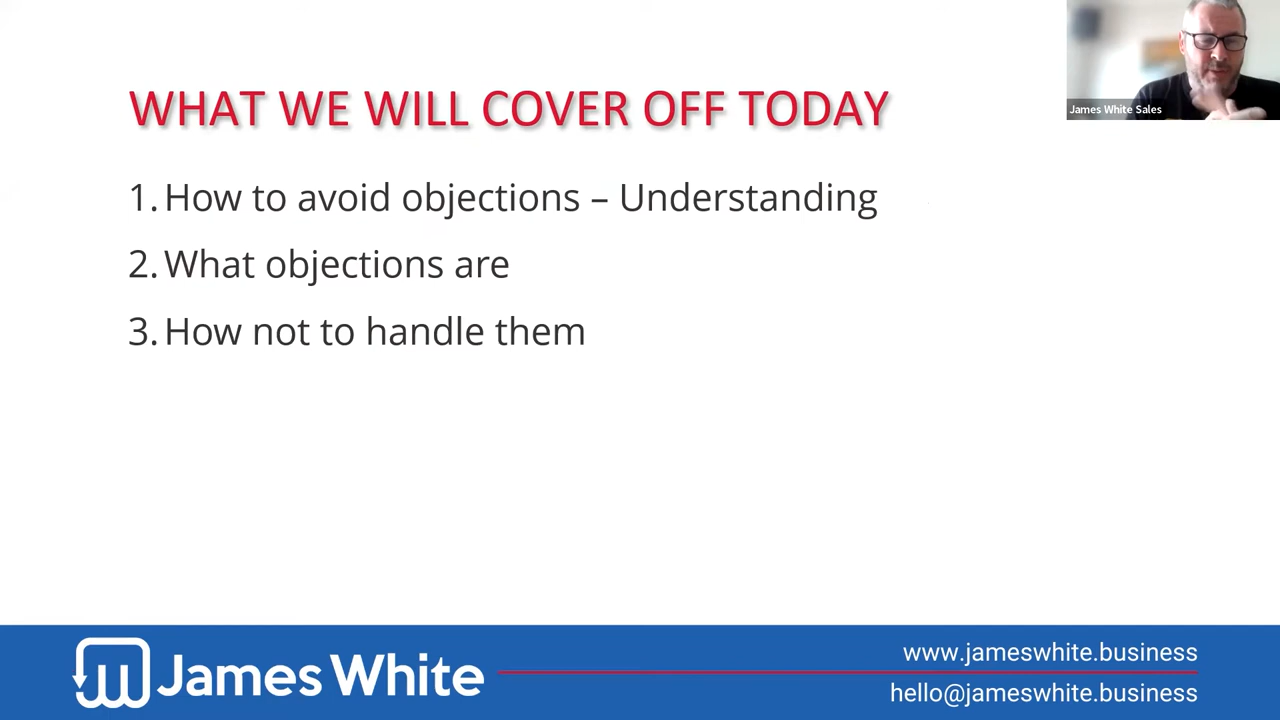 WHAT WE WILL COVER OFF TODAY
James White Sales
1. How to avoid objections – Understanding
2. What objections are
3. How not to handle them
James White
www.jameswhite.business
hello@jameswhite.business